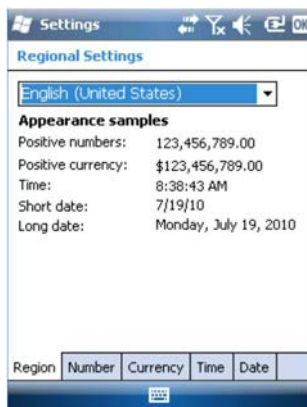 Settings
OK
Regional Settings
English (United States)
Appearance samples
Positive numbers: 123,456,789.00
Positive currency: $123,456,789.00
Time: 8:38:43 AM
Short date: 7/19/10
Long date: Monday, July 19, 2010
Region Number Currency Time Date